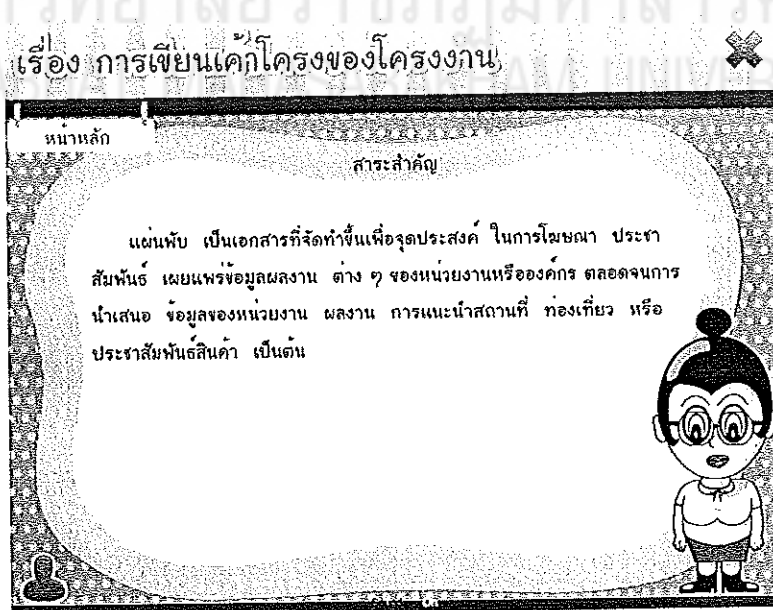 เรื่อง การเขียนเค้าโครงของโครงงาน
หน้าหลัก
สาระสำคัญ
แผ่นพับ เป็นเอกสารที่จัดทำขึ้นเพื่อจุดประสงค์ ในการโฆษณา ประชา
สัมพันธ์ เผยแพร่ข้อมูลผลงาน ต่าง ๆ ของหน่วยงานหรือองค์กร ตลอดจนการ
นำเสนอ ข้อมูลของหน่วยงาน ผลงาน การแนะนำสถานที่ ท่องเที่ยว หรือ
ประชาสัมพันธ์สินค้า เป็นต้น